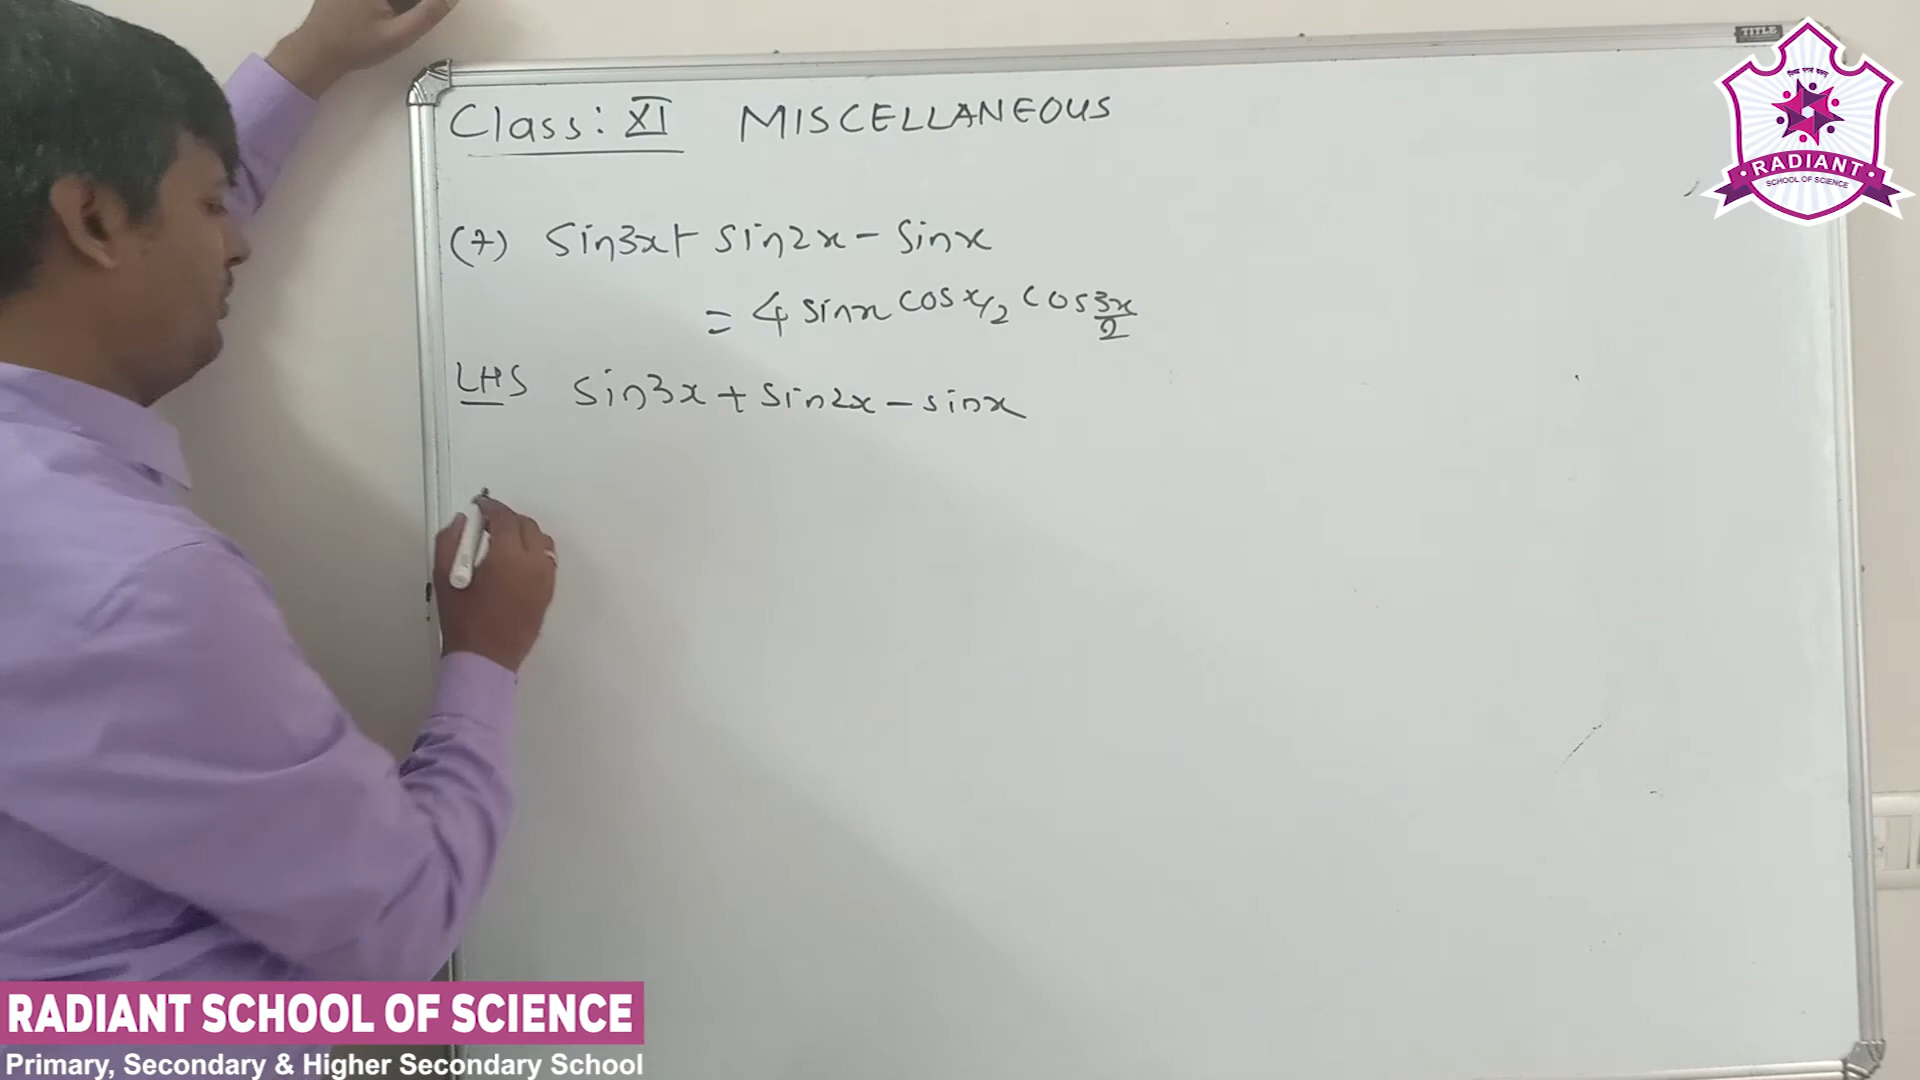 TITLE
Class: XI MISCELLANEOUS
(7) Sin3x+ sin2x - Sinx
= 4 sinx cos x/2 cos 3x/2
LHS Sin3x + Sin2x - sinx
RADIANT
SCHOOL OF SCIENCE
RADIANT SCHOOL OF SCIENCE
Primary, Secondary & Higher Secondary School